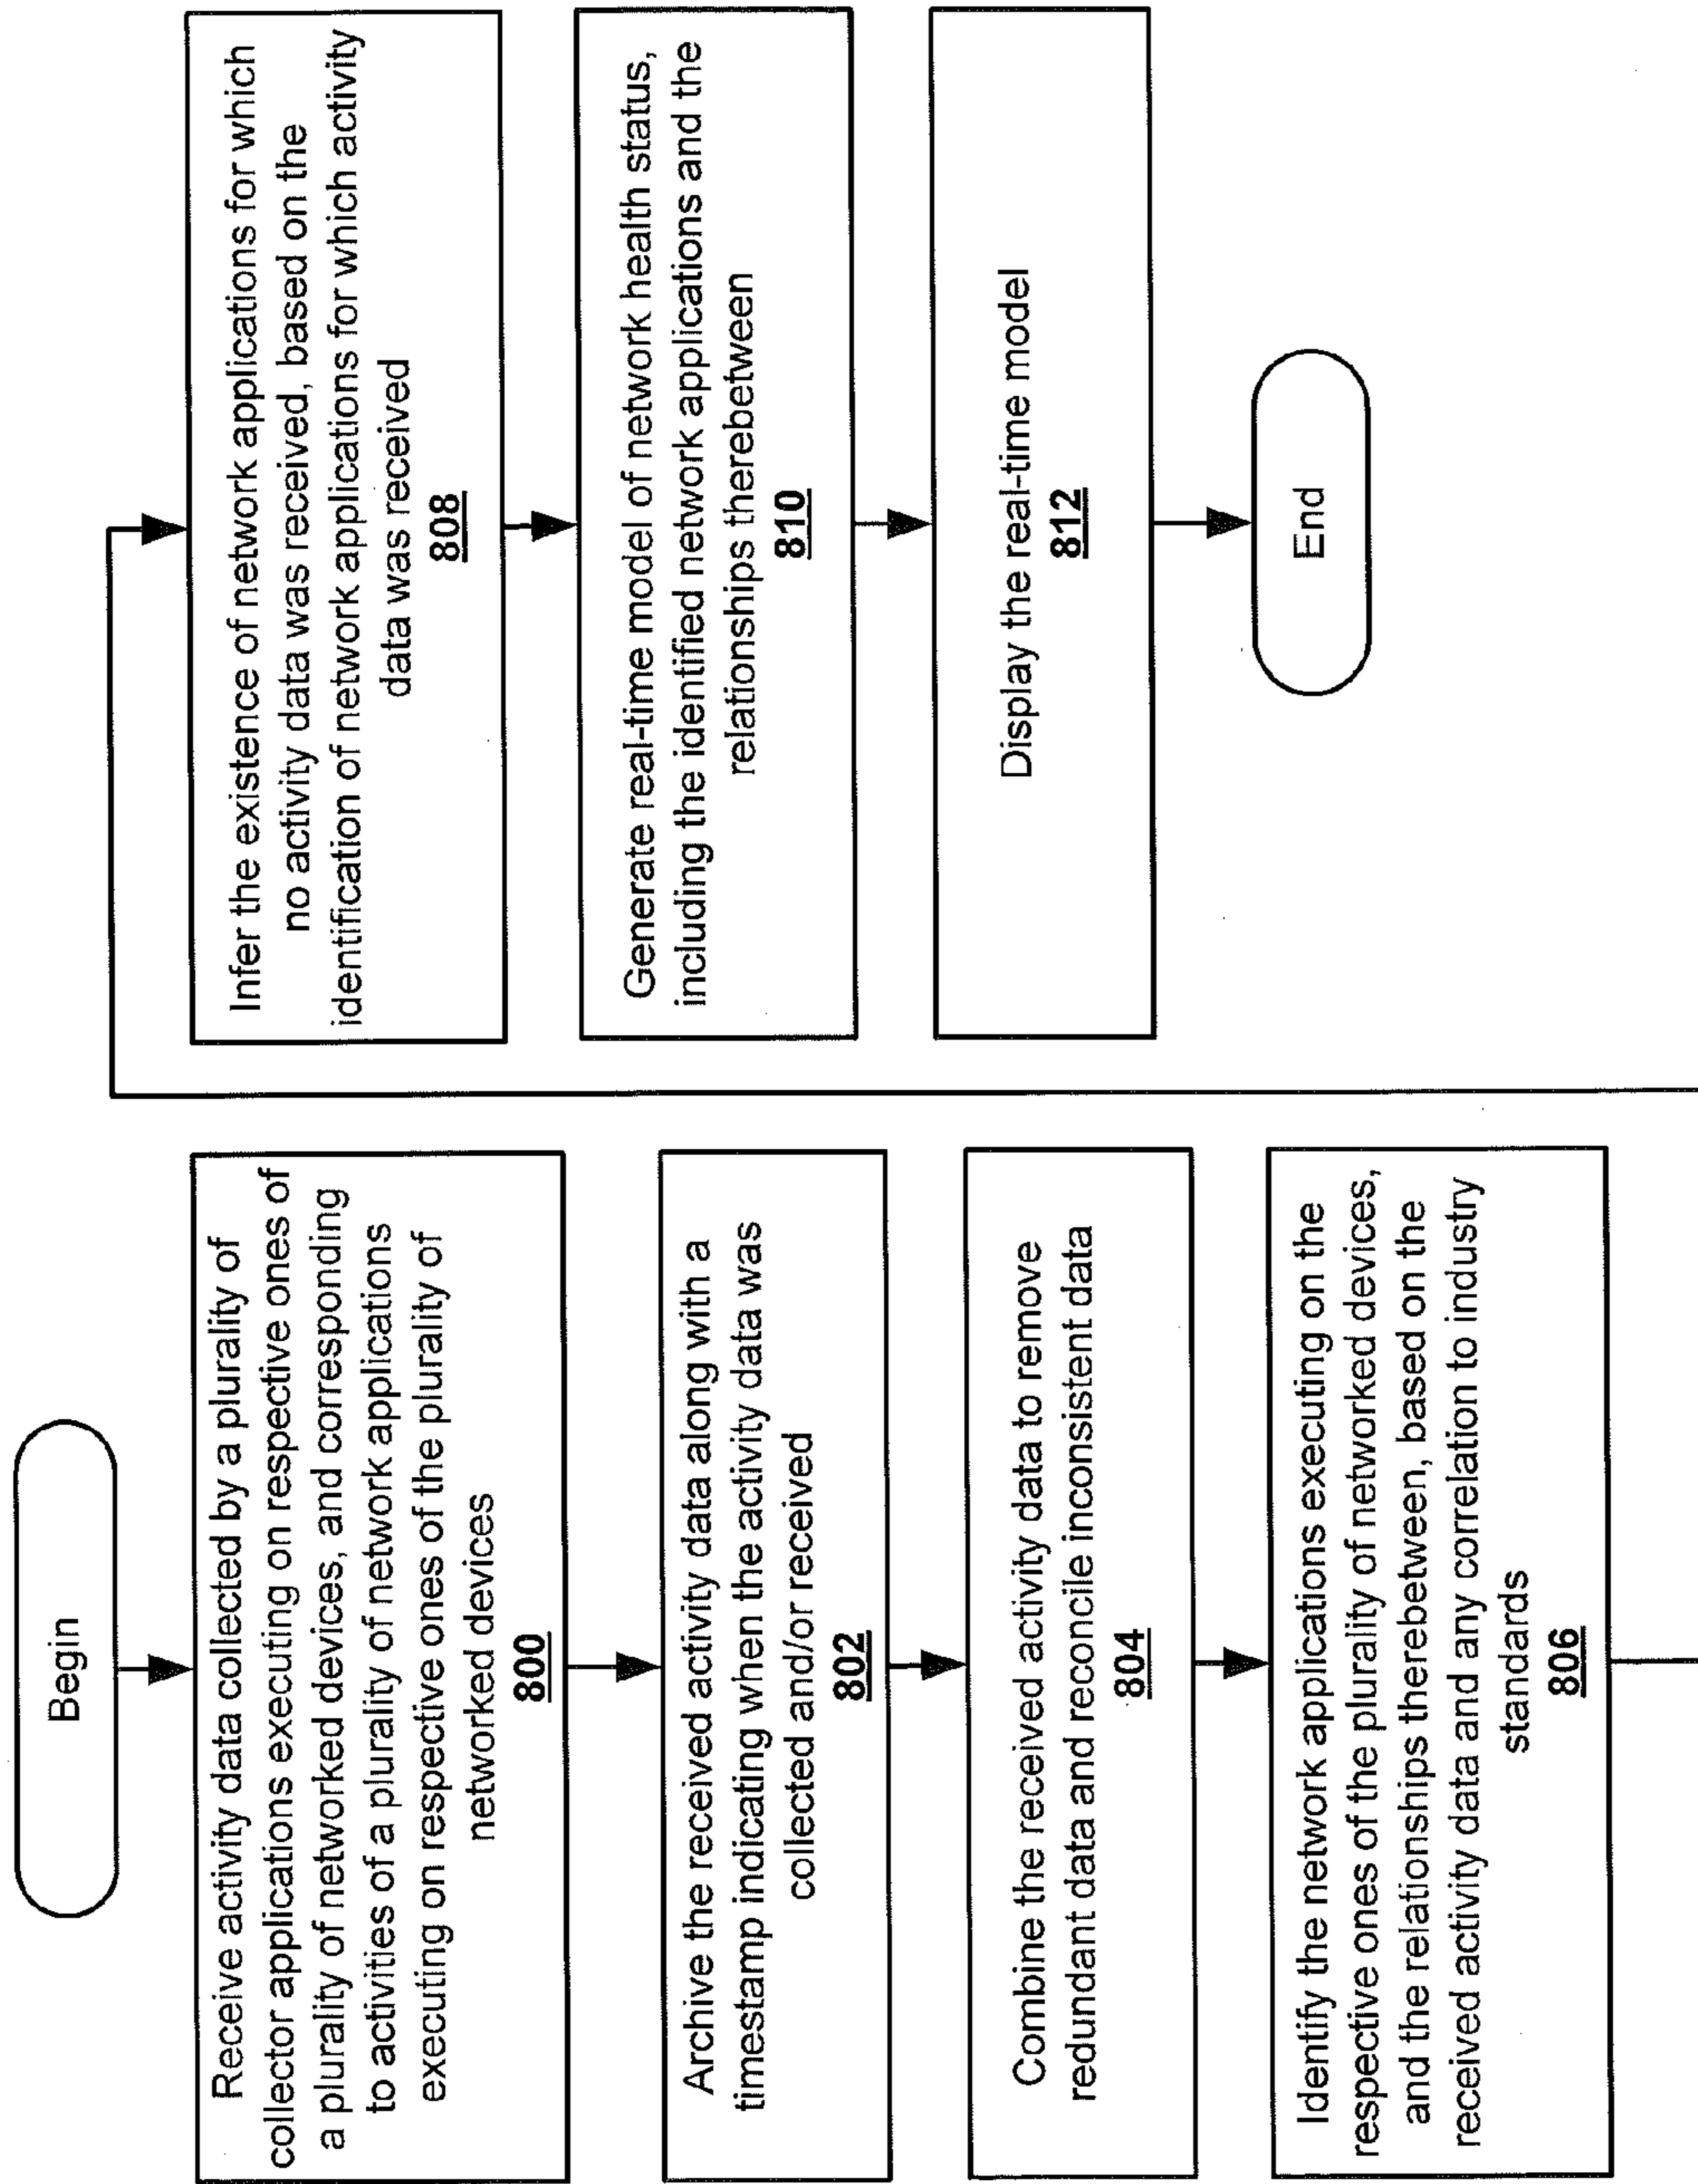 Begin
Receive activity data collected by a plurality of
collector applications executing on respective ones of
a plurality of networked devices, and corresponding
to activities of a plurality of network applications
executing on respective ones of the plurality of
networked devices
800
Archive the received activity data along with a
timestamp indicating when the activity data was
collected and/or received
802
Combine the received activity data to remove
redundant data and reconcile inconsistent data
804
Identify the network applications executing on the
respective ones of the plurality of networked devices,
and the relationships therebetween, based on the
received activity data and any correlation to industry
standards
806
Infer the existence of network applications for which
no activity data was received, based on the
identification of network applications for which activity
data was received
808
Generate real-time model of network health status,
including the identified network applications and the
relationships therebetween
810
Display the real-time model
812
End